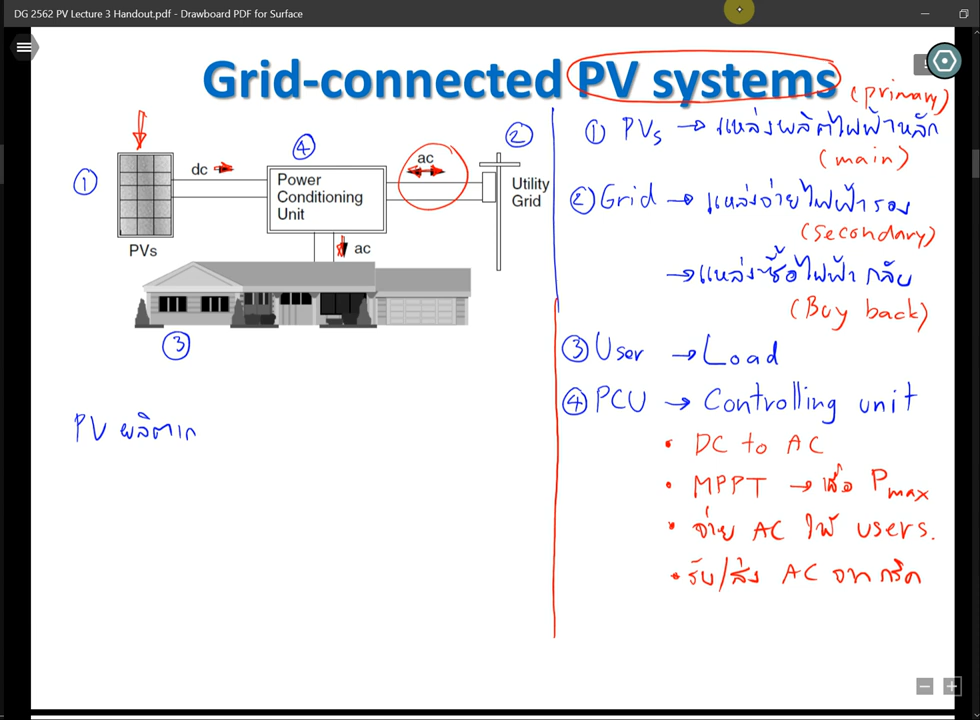 DG 2562 PV Lecture 3 Handout.pdf - Drawboard PDF for Surface
Grid-connected PV systems
(primary)
① PVs → แหล่งผลิตไฟฟ้าหลัก
(main)
② Grid → แหล่งจ่ายไฟฟ้ารอง
(secondary)
→ แหล่งซื้อไฟฟ้ากลับ
(Buy back)
③ User → Load
④ PCU → Controlling unit
• DC to AC
• MPPT → เพื่อ Pmax
• จ่าย AC ให้ users.
• รับ/ส่ง AC จากกริด
①
dc
④
Power
Conditioning
Unit
ac
②
Utility
Grid
PVs
ac
③
PV ผลิตมาก